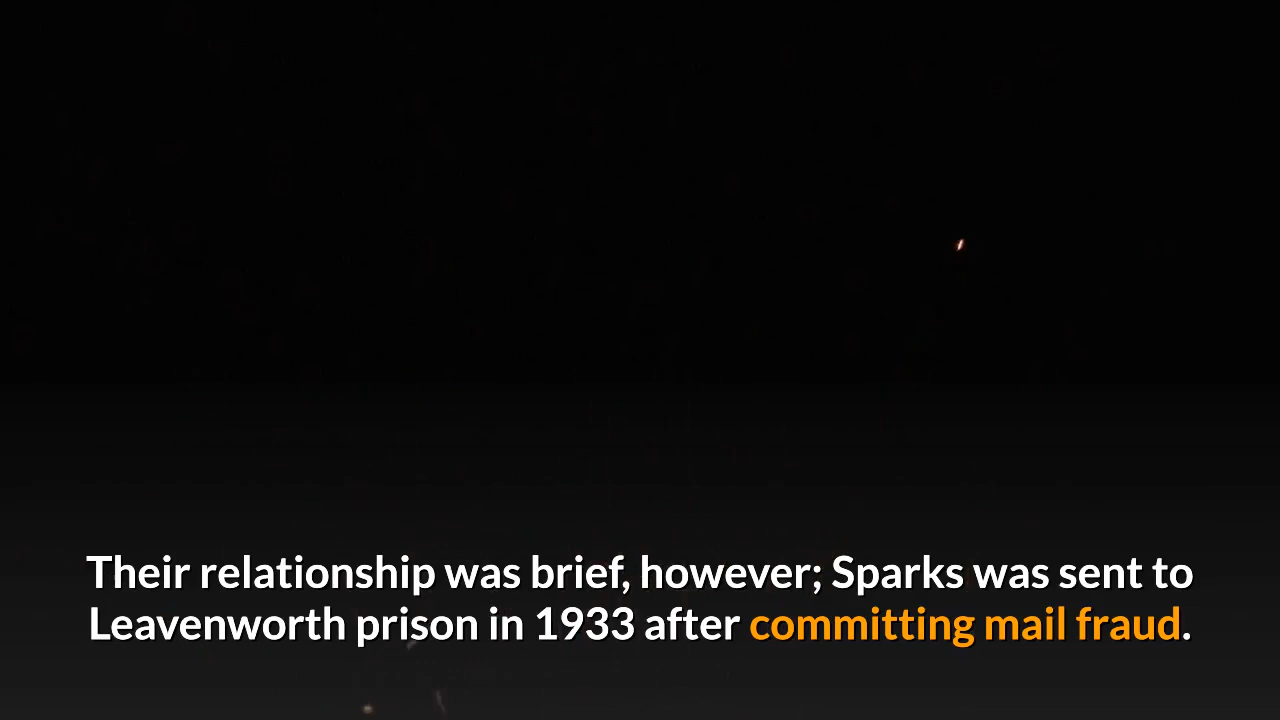 Their relationship was brief, however; Sparks was sent to
Leavenworth prison in 1933 after committing mail fraud.